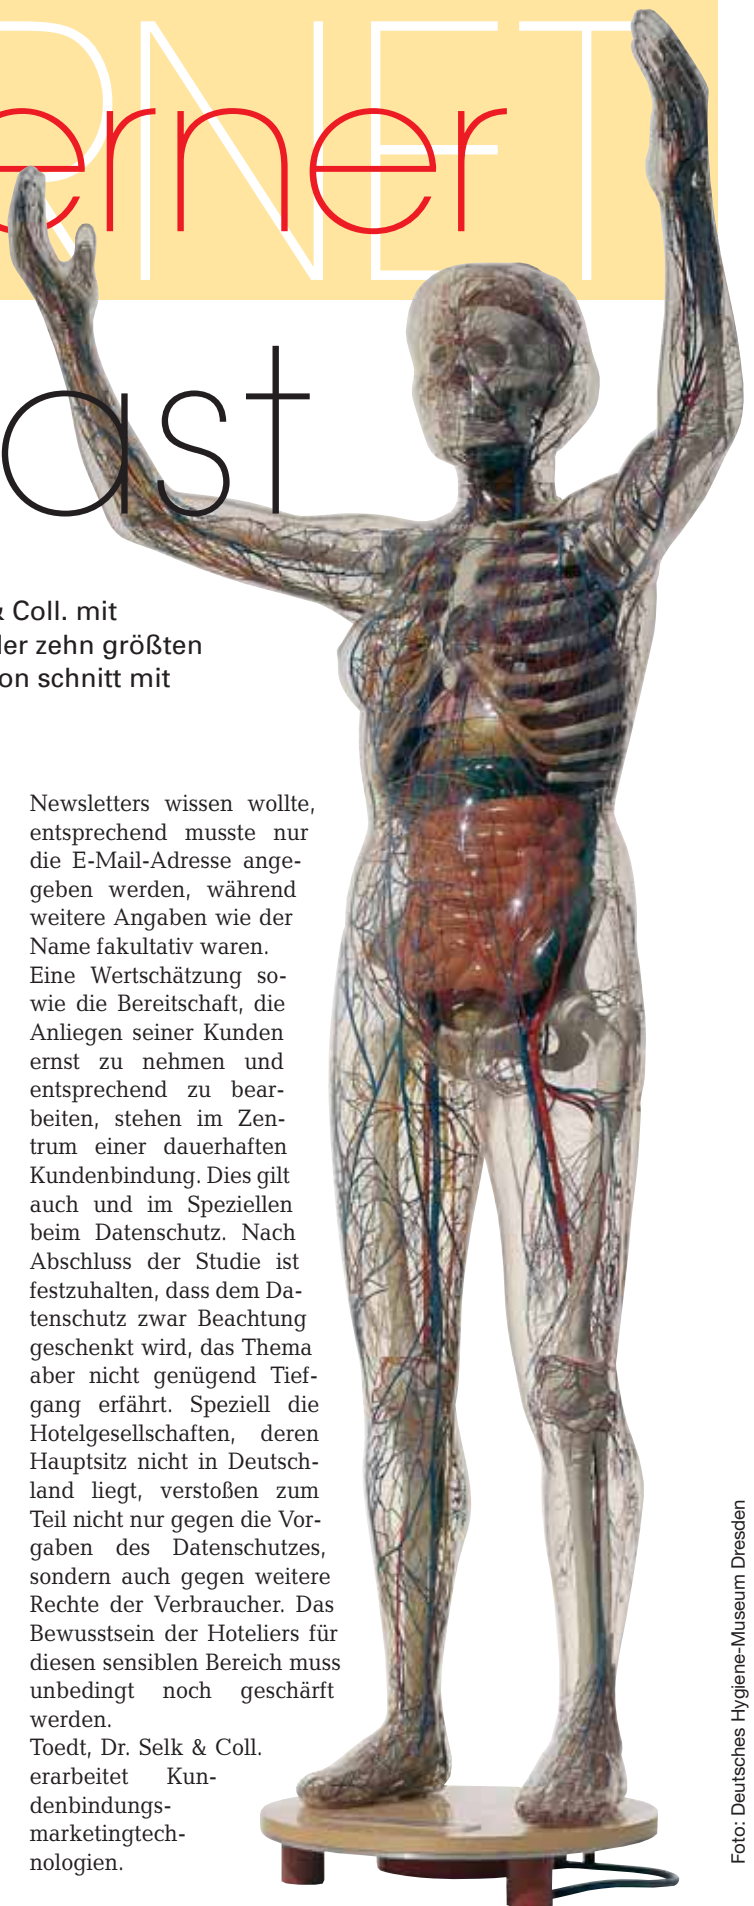 RNET
erner
ast
& Coll. mit
der zehn größten
on schnitt mit
Newsletters wissen wollte,
entsprechend musste nur
die E-Mail-Adresse ange-
geben werden, während
weitere Angaben wie der
Name fakultativ waren.
Eine Wertschätzung so-
wie die Bereitschaft, die
Anliegen seiner Kunden
ernst zu nehmen und
entsprechend zu bear-
beiten, stehen im Zen-
trum einer dauerhaften
Kundenbindung. Dies gilt
auch und im Speziellen
beim Datenschutz. Nach
Abschluss der Studie ist
festzuhalten, dass dem Da-
tenschutz zwar Beachtung
geschenkt wird, das Thema
aber nicht genügend Tief-
gang erfährt. Speziell die
Hotelgesellschaften, deren
Hauptsitz nicht in Deutsch-
land liegt, verstoßen zum
Teil nicht nur gegen die Vor-
gaben des Datenschutzes,
sondern auch gegen weitere
Rechte der Verbraucher. Das
Bewusstsein der Hoteliers für
diesen sensiblen Bereich muss
unbedingt noch geschärft
werden.
Toedt, Dr. Selk & Coll.
erarbeitet Kun-
denbindungs-
marketingtech-
nologien.
Foto: Deutsches Hygiene-Museum Dresden